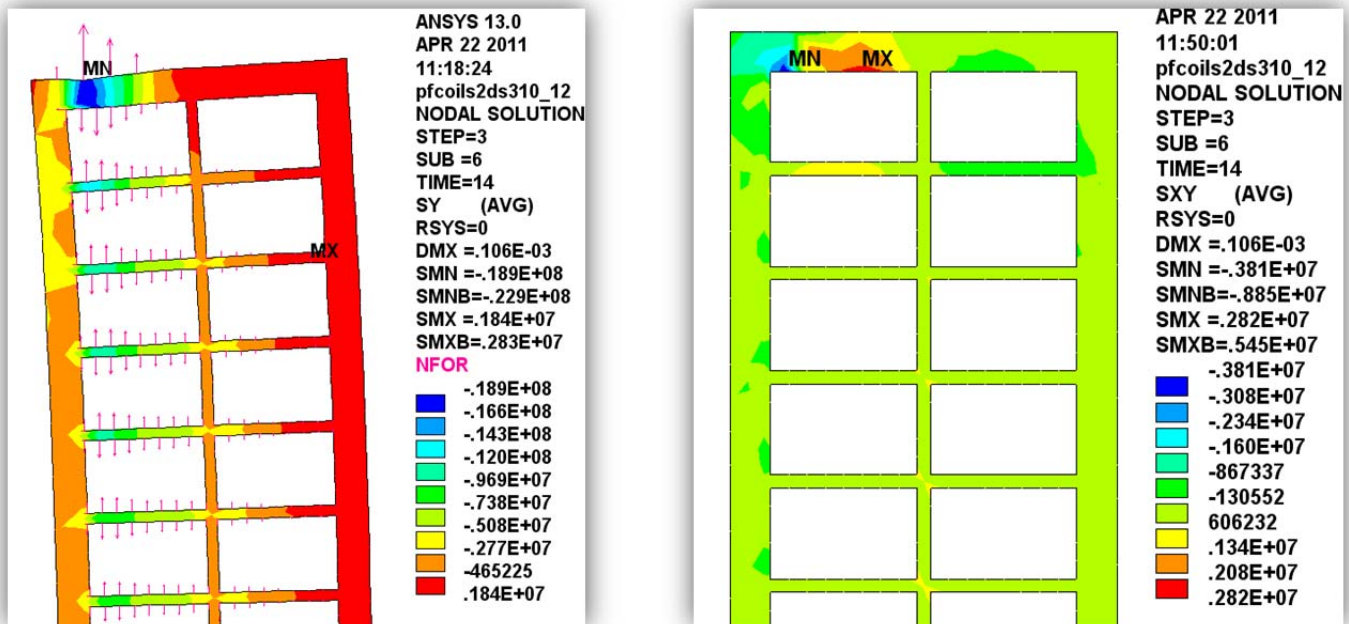 MN
MX
ANSYS 13.0
APR 22 2011
11:18:24
pfcoils2ds310_12
NODAL SOLUTION
STEP=3
SUB =6
TIME=14
SY (AVG)
RSYS=0
DMX =.106E-03
SMN =-.189E+08
SMNB=-.229E+08
SMX =.184E+07
SMXB=.283E+07
NFOR
-.189E+08
-.166E+08
-.143E+08
-.120E+08
-.969E+07
-.738E+07
-.508E+07
-.277E+07
-465225
.184E+07
MN MX
APR 22 2011
11:50:01
pfcoils2ds310_12
NODAL SOLUTION
STEP=3
SUB =6
TIME=14
SXY (AVG)
RSYS=0
DMX =.106E-03
SMN =-.381E+07
SMNB=-.885E+07
SMX =.282E+07
SMXB=.545E+07
-.381E+07
-.308E+07
-.234E+07
-.160E+07
-867337
-130552
606232
.134E+07
.208E+07
.282E+07